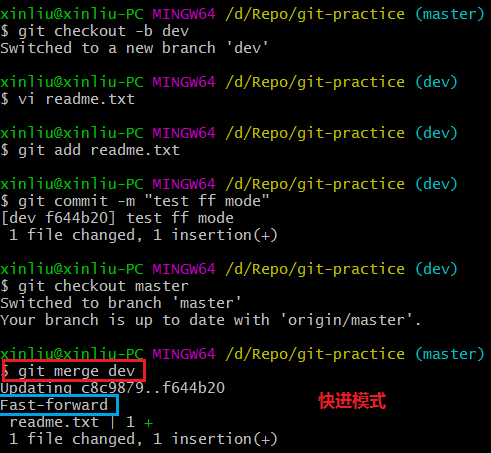 xinliu@xinliu-PC MINGW64 /d/Repo/git-practice (master)
$ git checkout -b dev
Switched to a new branch 'dev'
xinliu@xinliu-PC MINGW64 /d/Repo/git-practice (dev)
$ vi readme.txt
xinliu@xinliu-PC MINGW64 /d/Repo/git-practice (dev)
$ git add readme.txt
xinliu@xinliu-PC MINGW64 /d/Repo/git-practice (dev)
$ git commit -m "test ff mode"
[dev f644b20] test ff mode
 1 file changed, 1 insertion(+)
xinliu@xinliu-PC MINGW64 /d/Repo/git-practice (dev)
$ git checkout master
Switched to branch 'master'
Your branch is up to date with 'origin/master'.
xinliu@xinliu-PC MINGW64 /d/Repo/git-practice (master)
$ git merge dev
Updating c8c9879..f644b20
Fast-forward 快进模式
 readme.txt | 1 +
 1 file changed, 1 insertion(+)